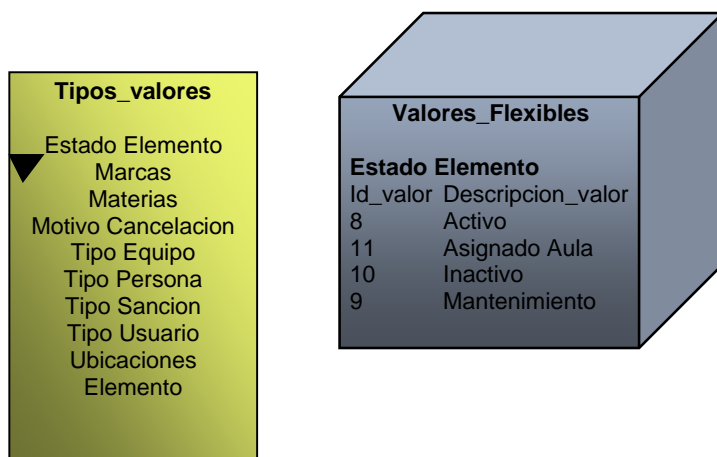 Tipos_valores
Estado Elemento
Marcas
Materias
Motivo Cancelacion
Tipo Equipo
Tipo Persona
Tipo Sancion
Tipo Usuario
Ubicaciones
Elemento
Valores_Flexibles
Estado Elemento
Id_valor Descripcion_valor
8 Activo
11 Asignado Aula
10 Inactivo
9 Mantenimiento